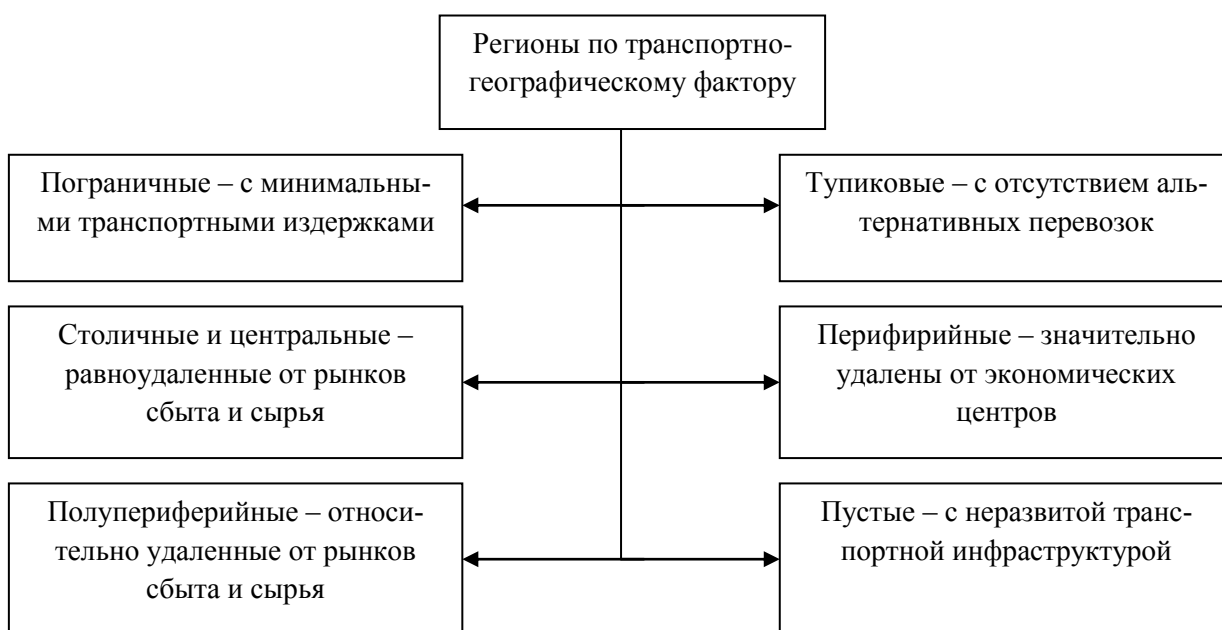 Регионы по транспортно-
географическому фактору
Пограничные – с минимальны-
ми транспортными издержками
Тупиковые – с отсутствием аль-
тернативных перевозок
Столичные и центральные –
равноудаленные от рынков
сбыта и сырья
Перифирийные – значительно
удалены от экономических
центров
Полупериферийные – относи-
тельно удаленные от рынков
сбыта и сырья
Пустые – с неразвитой транс-
портной инфраструктурой